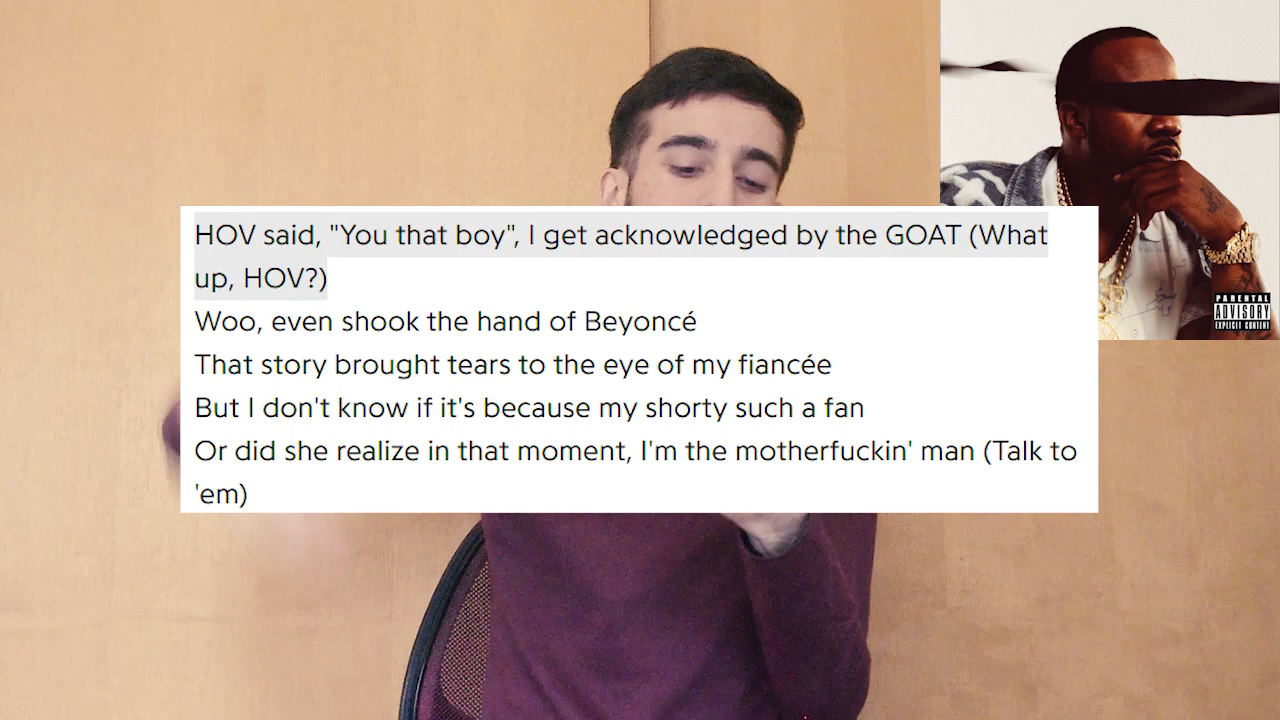 HOV said, "You that boy", I get acknowledged by the GOAT (What
up, HOV?)
Woo, even shook the hand of Beyoncé
That story brought tears to the eye of my fiancée
But I don't know if it's because my shorty such a fan
Or did she realize in that moment, I'm the motherfuckin' man (Talk to
'em)
PARENTAL
ADVISORY
EXPLICIT CONTENT